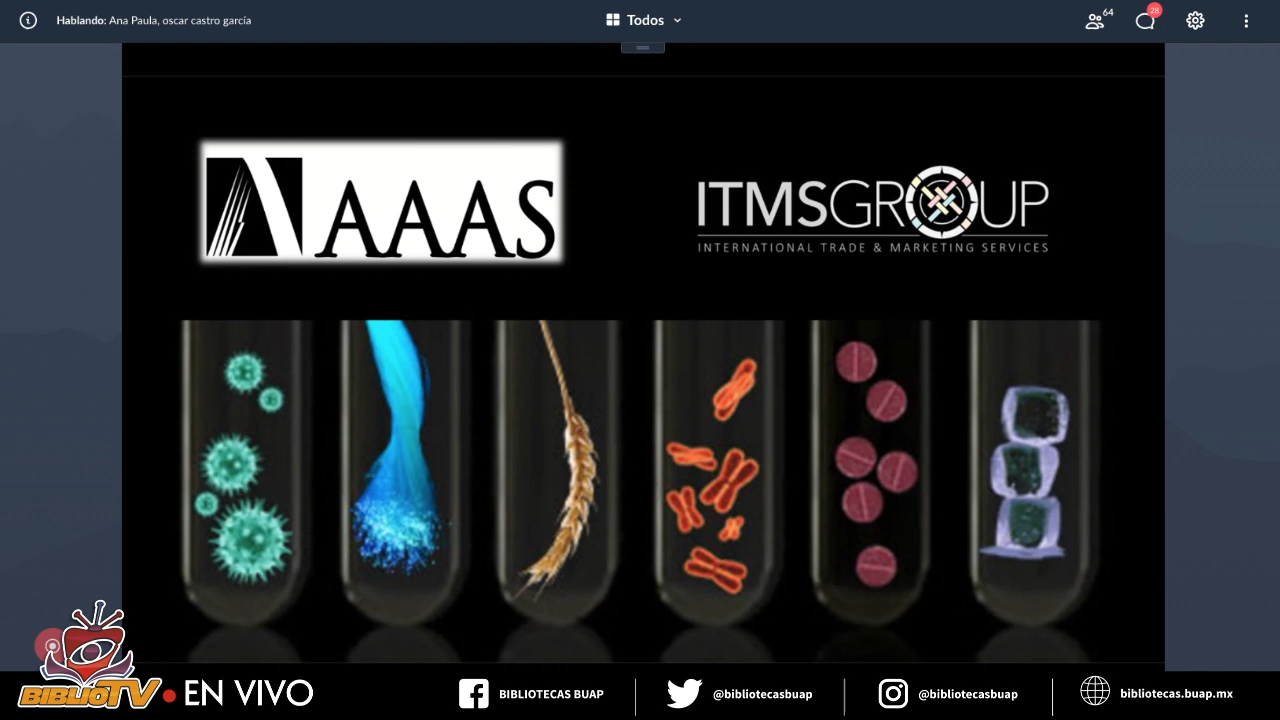 Hablando: Ana Paula, oscar castro garcía
Todos
64
28
AAAS
ITMSGROUP
INTERNATIONAL TRADE & MARKETING SERVICES
BIBLIOTV
EN VIVO
BIBLIOTECAS BUAP
@bibliotecasbuap
@bibliotecasbuap
bibliotecas.buap.mx